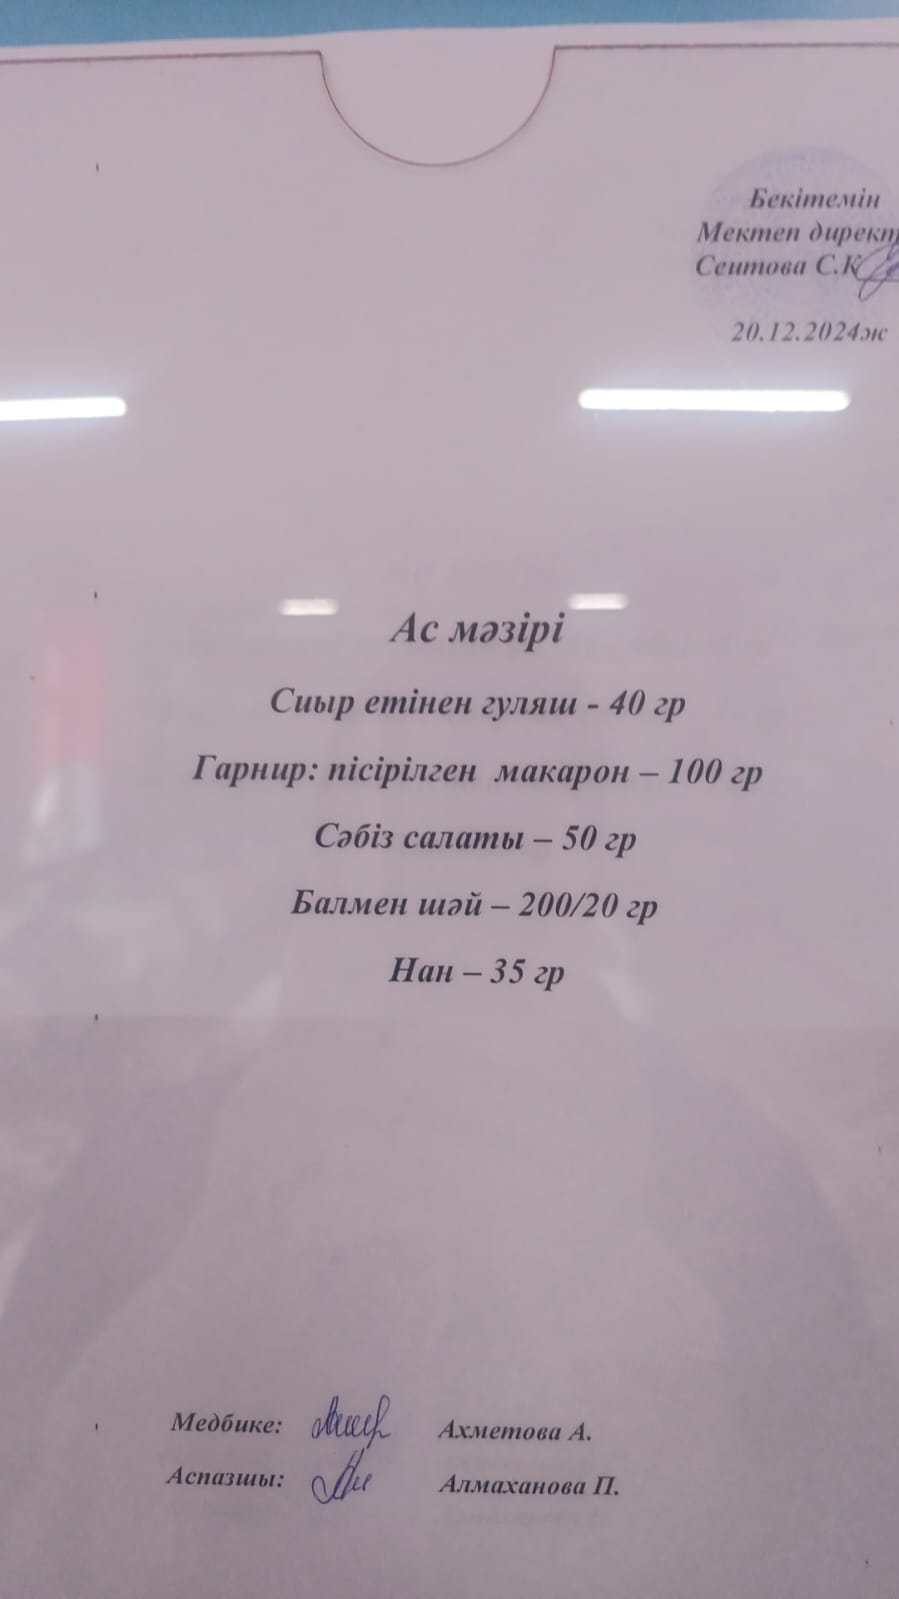 Бекітемін
Мектеп
Сеитова С.К
20.12.2024ж
Ас мәзірі
Сиыр етінен гуляш - 40 гр
Гарнир: пісірілген макарон – 100 гр
Сәбіз салаты – 50 гр
Балмен шәй – 200/20 гр
Нан – 35 гр
Медбике: Ахметова А.
Аспазшы: Алмаханова П.